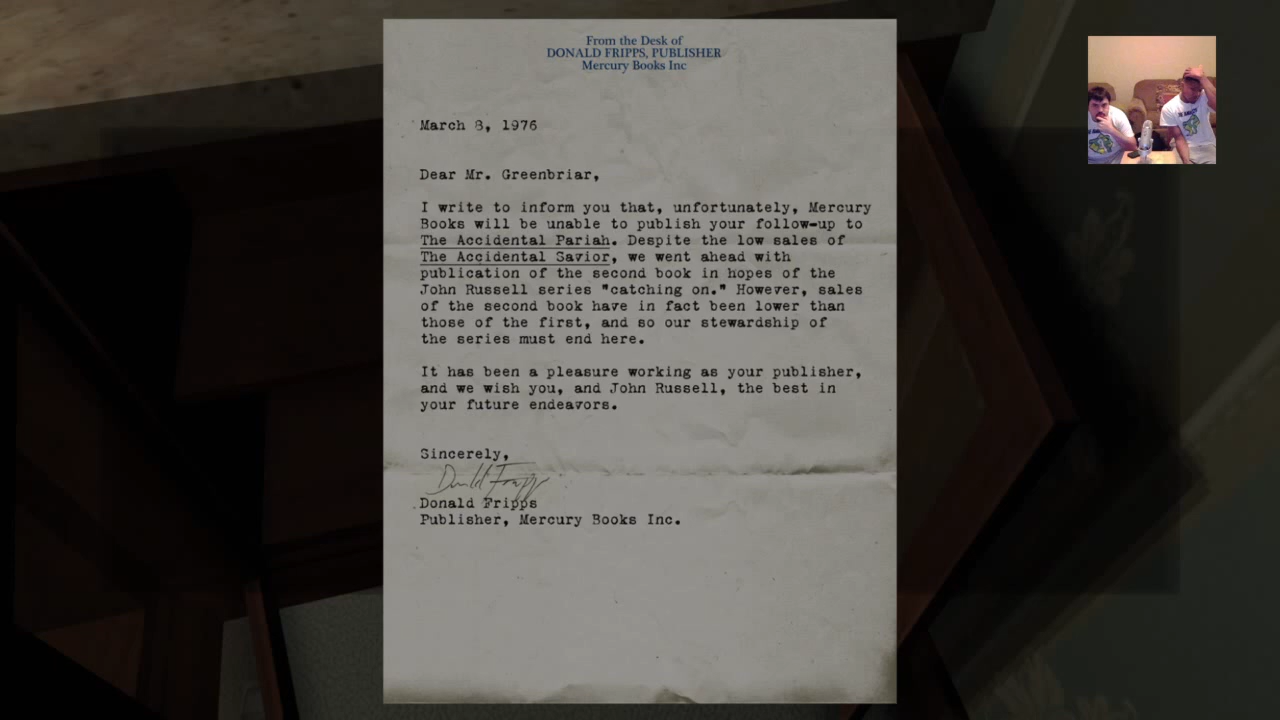 From the Desk of
DONALD FRIPPS, PUBLISHER
Mercury Books Inc
March 8, 1976
Dear Mr. Greenbriar,
I write to inform you that, unfortunately, Mercury
Books will be unable to publish your follow-up to
The Accidental Pariah. Despite the low sales of
The Accidental Savior, we went ahead with
publication of the second book in hopes of the
John Russell series "catching on." However, sales
of the second book have in fact been lower than
those of the first, and so our stewardship of
the series must end here.
It has been a pleasure working as your publisher,
and we wish you, and John Russell, the best in
your future endeavors.
Sincerely,
Donald Fripps
Donald Fripps
Publisher, Mercury Books Inc.